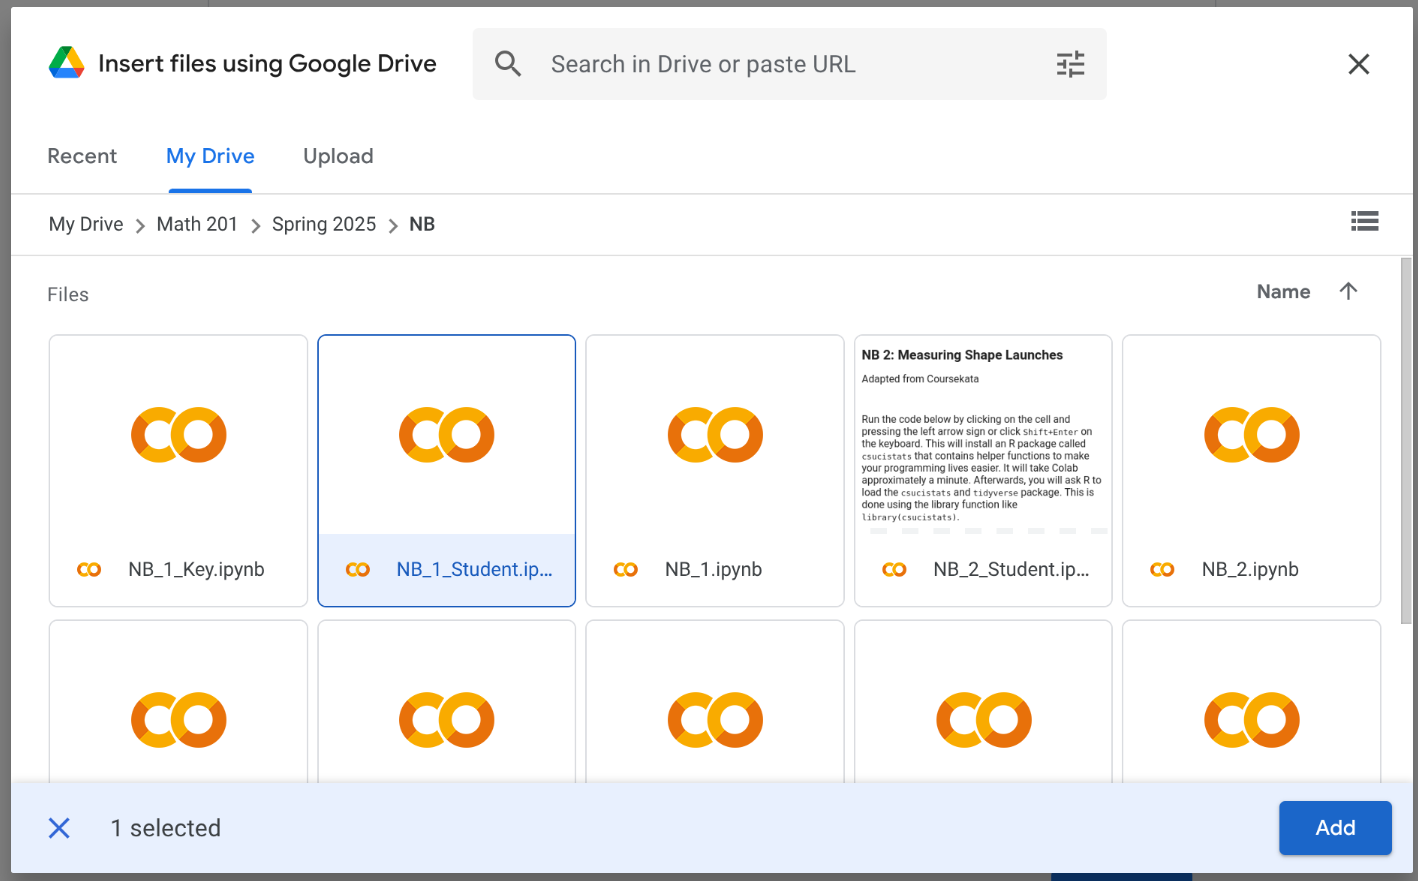 Insert files using Google Drive
Search in Drive or paste URL
Recent
My Drive
Upload
My Drive > Math 201 > Spring 2025 > NB
Files
Name
NB 2: Measuring Shape Launches
Adapted from Coursekata
Run the code below by clicking on the cell and
pressing the left arrow sign or click Shift+Enter on
the keyboard. This will install an R package called
csucistats that contains helper functions to make
your programming lives easier. It will take Colab
approximately a minute. Afterwards, you will ask R to
load the csucistats and tidyverse package. This is
done using the library function like
library(csucistats).
NB_1_Key.ipynb
NB_1_Student.ip...
NB_1.ipynb
NB_2_Student.ip...
NB_2.ipynb
1 selected
Add